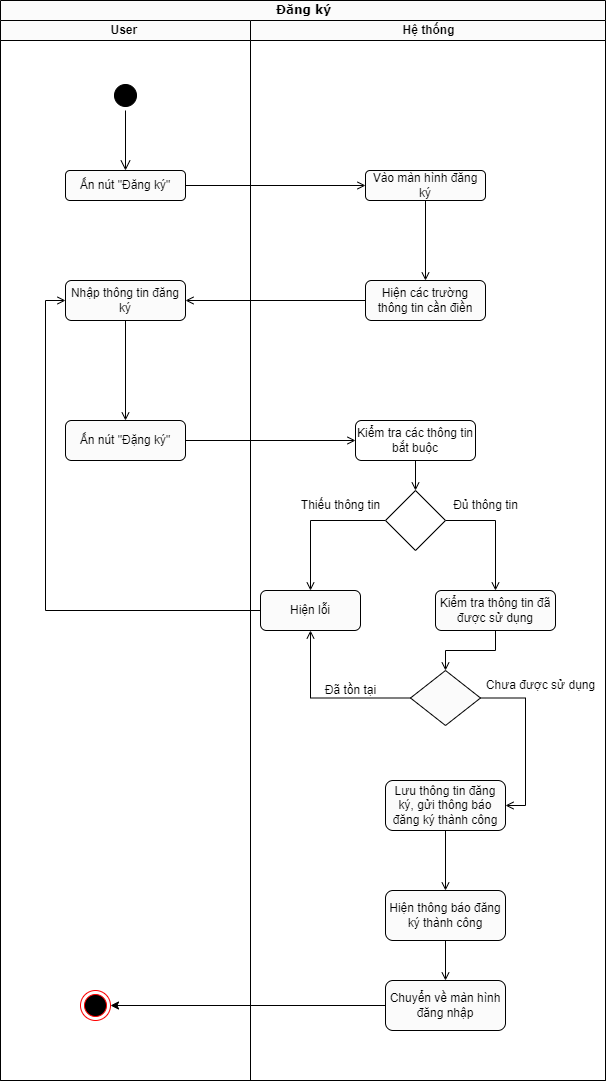 Đăng ký
User
Hệ thống
Ấn nút "Đăng ký"
Vào màn hình đăng
ký
Nhập thông tin đăng
ký
Hiện các trường
thông tin cần điền
Ấn nút "Đặng ký"
Kiểm tra các thông tin
bắt buộc
Thiếu thông tin
Đủ thông tin
Hiện lỗi
Kiểm tra thông tin đã
được sử dụng
Đã tồn tại
Chưa được sử dụng
Lưu thông tin đăng
ký, gửi thông báo
đăng ký thành công
Hiện thông báo đăng
ký thành công
Chuyển về màn hình
đăng nhập